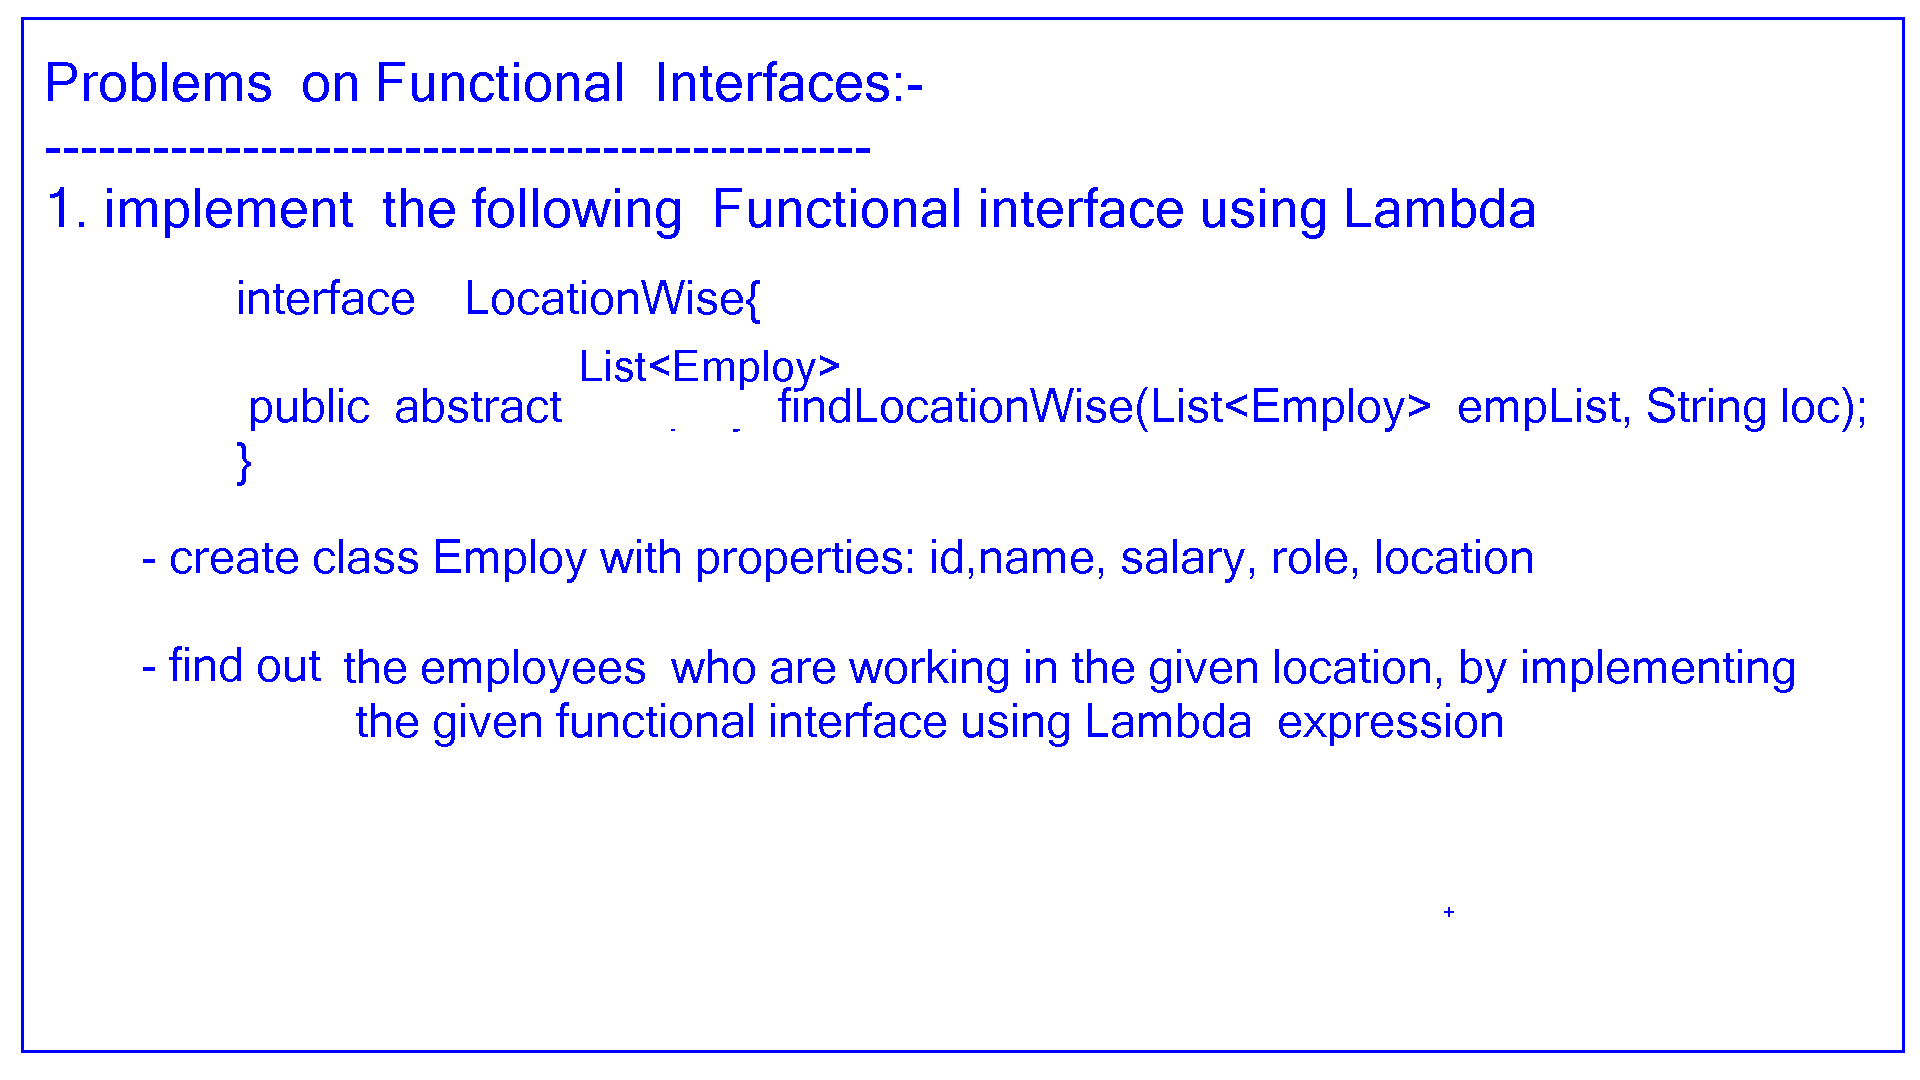 Problems on Functional Interfaces:-
----------------------------------------------
1. implement the following Functional interface using Lambda
interface LocationWise{
List<Employ>
public abstract findLocationWise(List<Employ> empList, String loc);
}
- create class Employ with properties: id,name, salary, role, location
- find out the employees who are working in the given location, by implementing
the given functional interface using Lambda expression